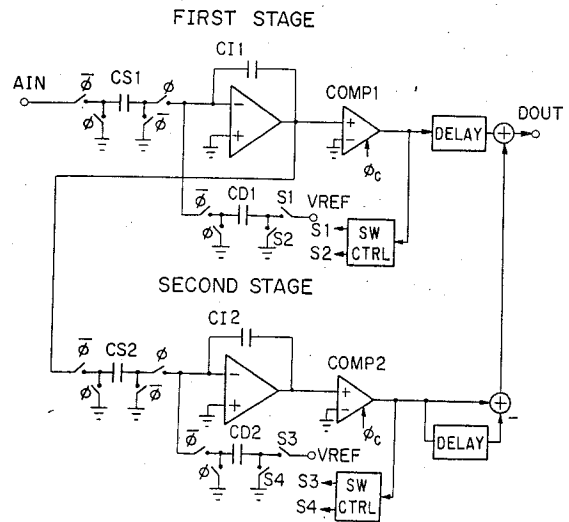 FIRST STAGE
CI1
AIN
φ̅
CS1
φ
φ
φ̅
−
+
COMP1
+
−
φC
DELAY
+
DOUT
φ̅
CD1
S1
VREF
φ
S2
S1
S2
SW
CTRL
SECOND STAGE
CI2
φ̅
CS2
φ
φ
φ̅
−
+
COMP2
+
−
φC
+
−
DELAY
φ̅
CD2
S3
VREF
φ
S4
S3
S4
SW
CTRL